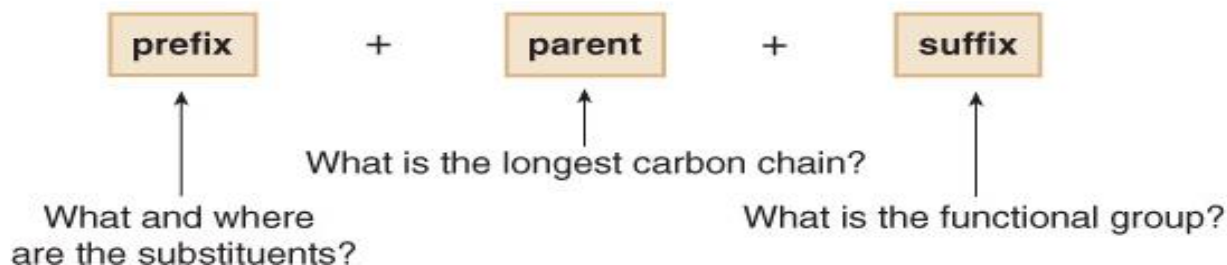 prefix + parent + suffix
What is the longest carbon chain?
What and where
are the substituents?
What is the functional group?